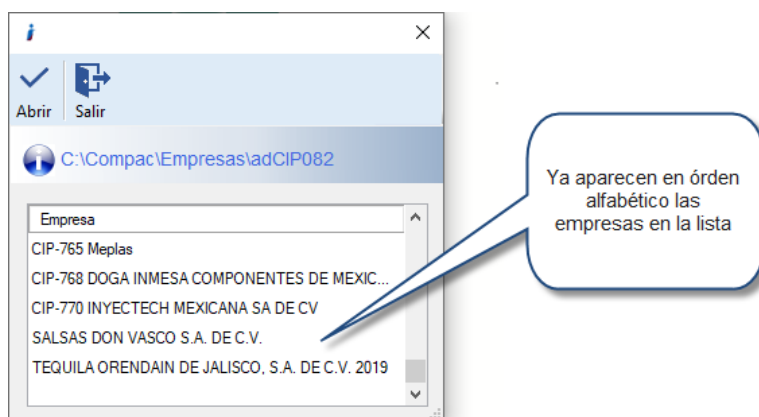 Abrir
Salir
C:\Compac\Empresas\adCIP082
Empresa
CIP-765 Meplas
CIP-768 DOGA INMESA COMPONENTES DE MEXIC...
CIP-770 INYECTECH MEXICANA SA DE CV
SALSAS DON VASCO S.A. DE C.V.
TEQUILA ORENDAIN DE JALISCO, S.A. DE C.V. 2019
Ya aparecen en órden
alfabético las
empresas en la lista